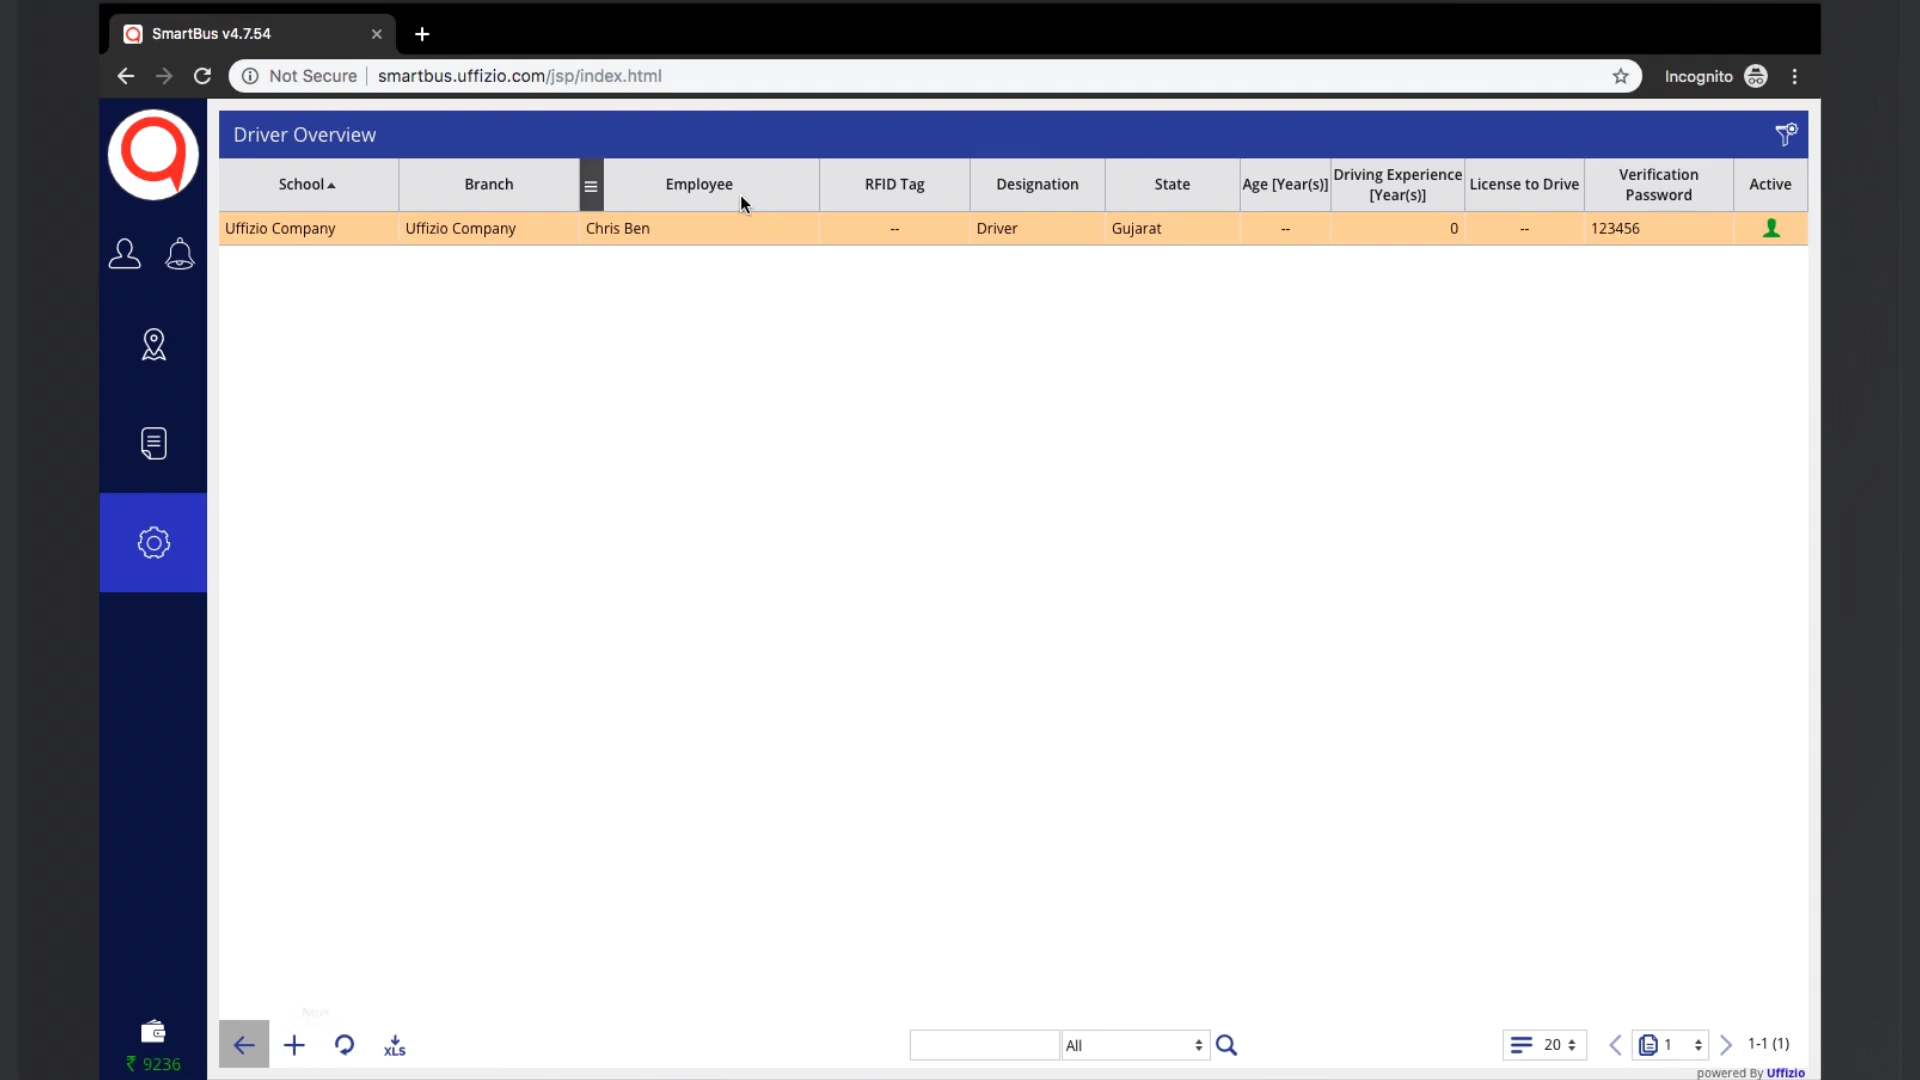 SmartBus v4.7.54
Not Secure smartbus.uffizio.com/jsp/index.html Incognito
Driver Overview
School Branch Employee RFID Tag Designation State Age [Year(s)] Driving Experience [Year(s)] License to Drive Verification Password Active
Uffizio Company Uffizio Company Chris Ben -- Driver Gujarat -- 0 -- 123456
New
XLS All 20 1 1-1 (1)
₹ 9236
powered By Uffizio